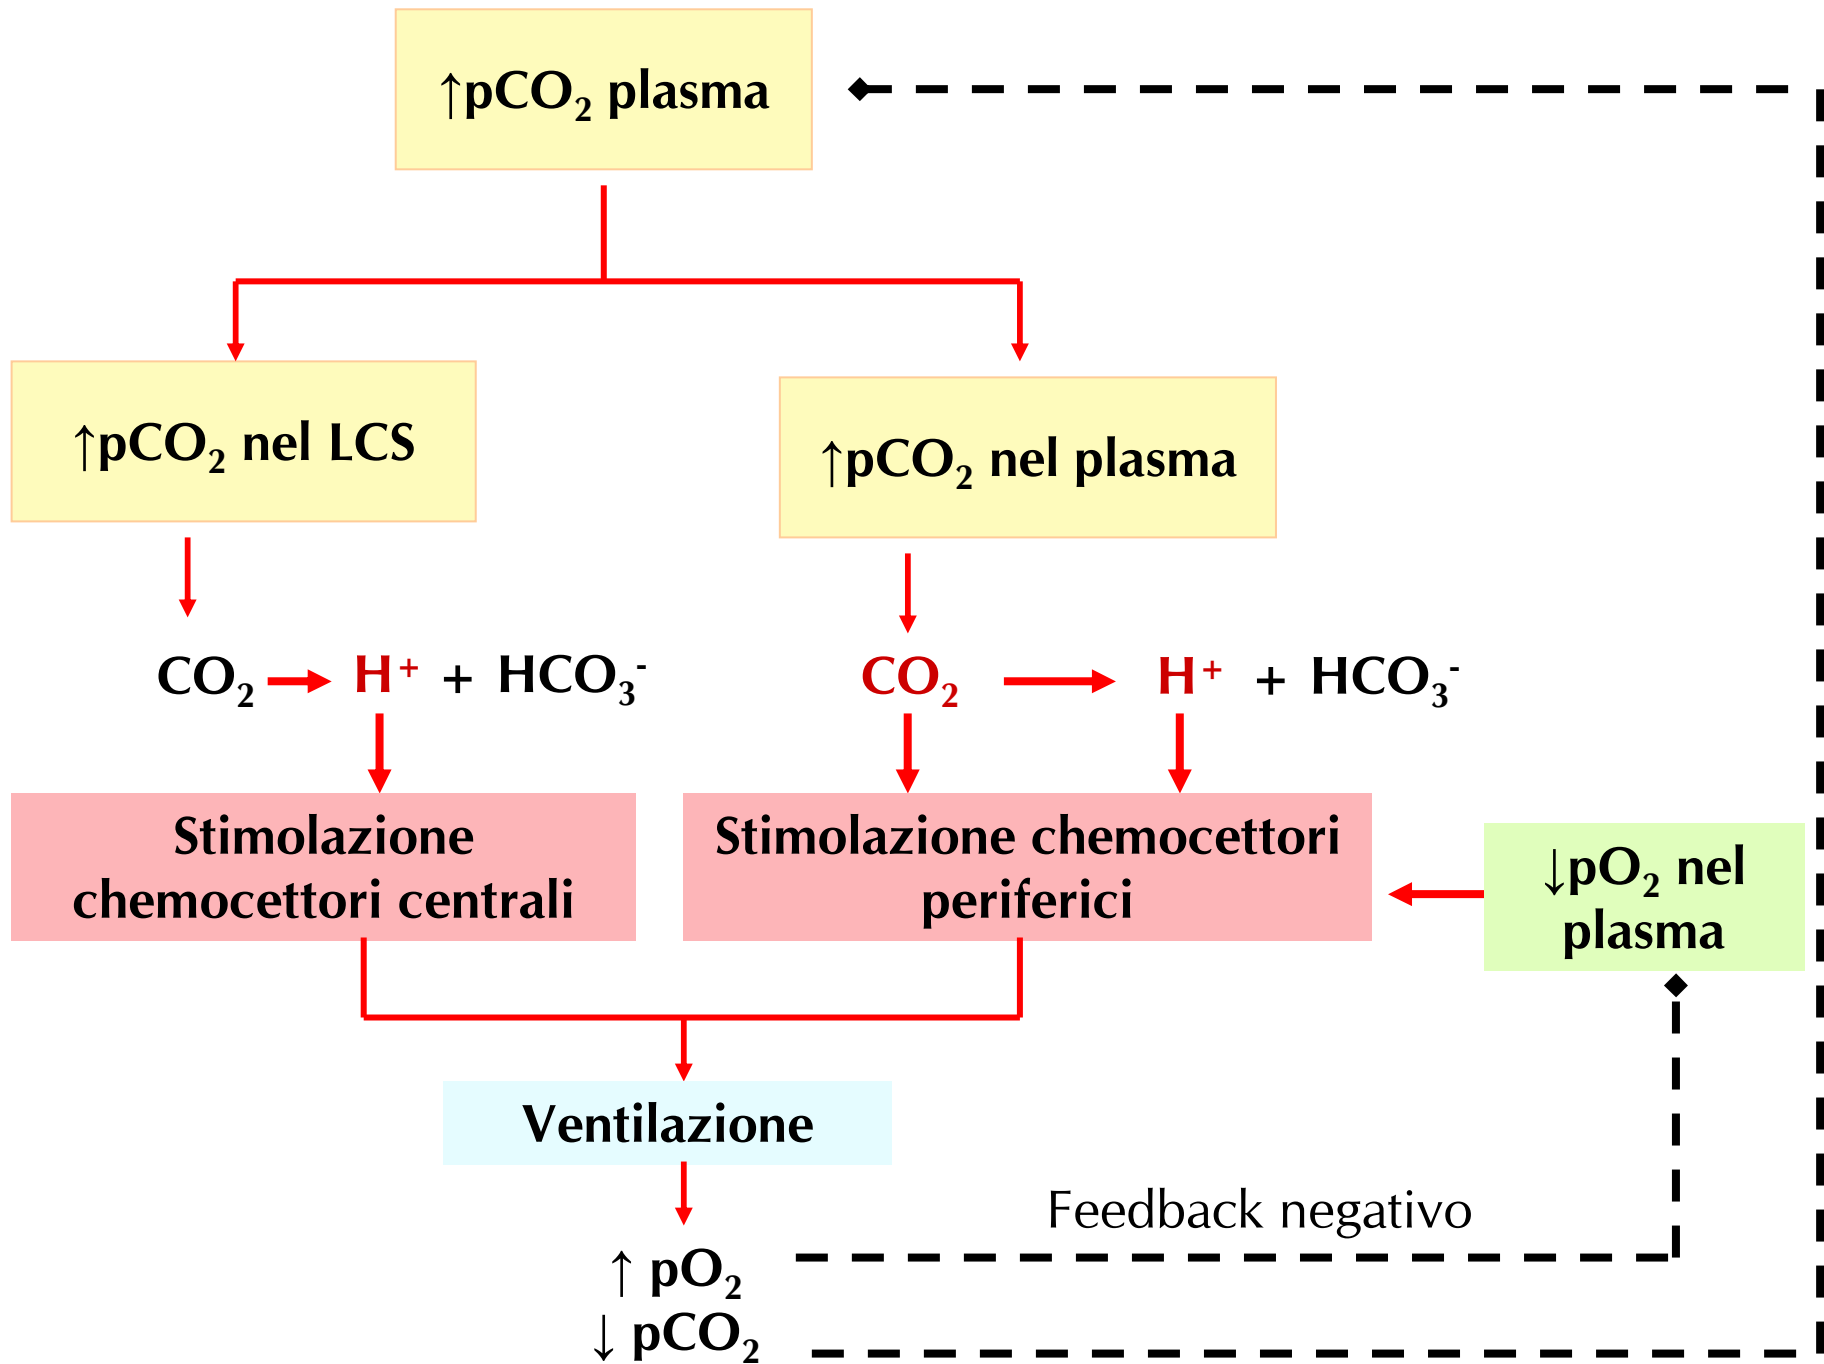 ↑pCO₂ plasma
↑pCO₂ nel LCS
↑pCO₂ nel plasma
CO₂ → H⁺ + HCO₃⁻
CO₂ → H⁺ + HCO₃⁻
Stimolazione
chemocettori centrali
Stimolazione chemocettori
periferici
↓pO₂ nel
plasma
Ventilazione
Feedback negativo
↑ pO₂
↓ pCO₂